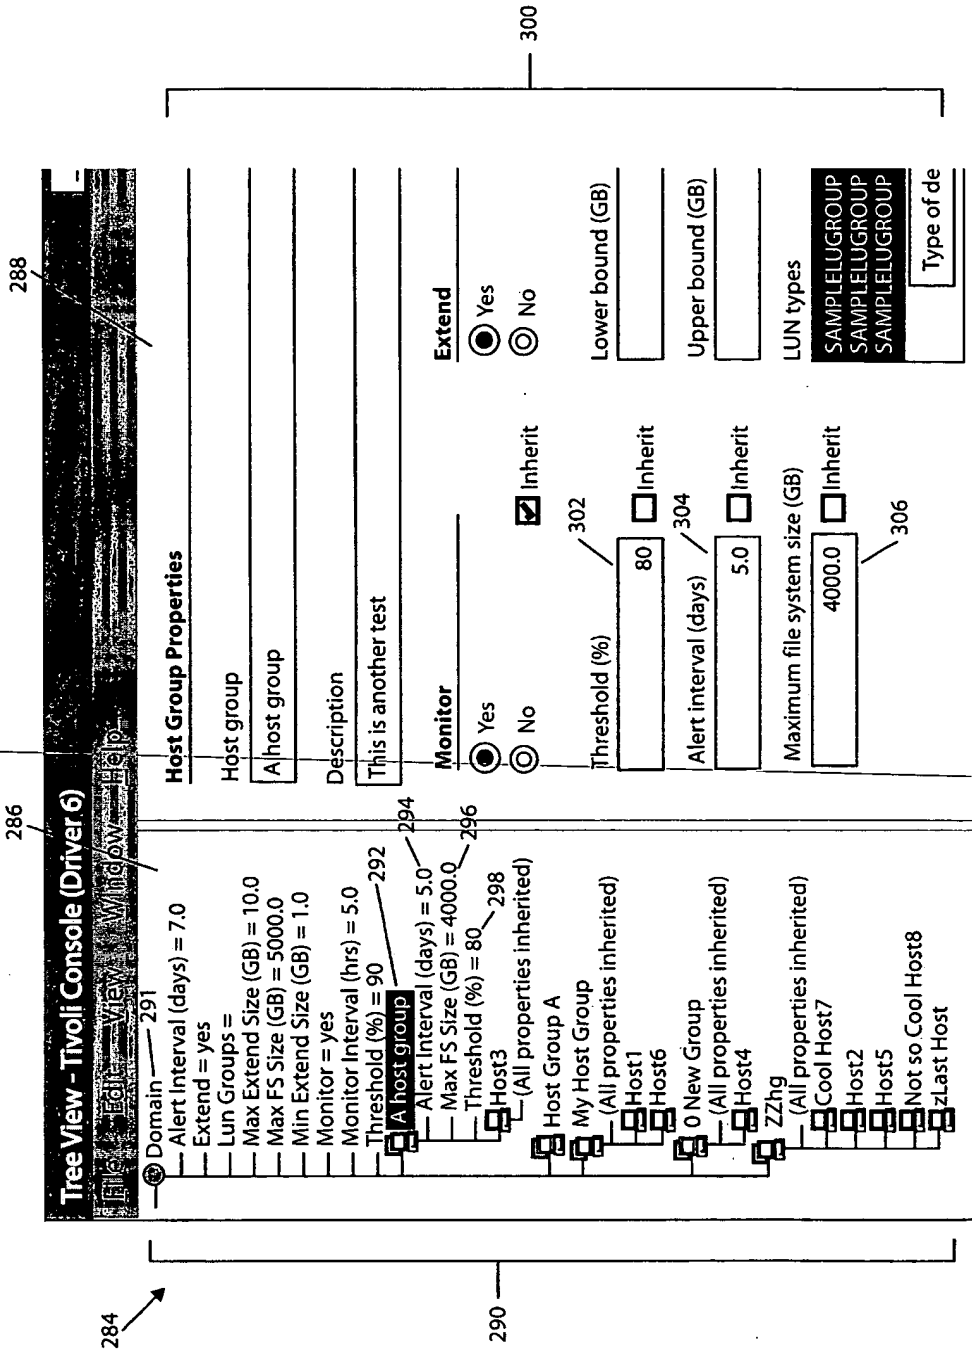 284
286
288
Tree View - Tivoli Console (Driver 6)
File Edit View Window Help
290
Domain 291
Alert Interval (days) = 7.0
Extend = yes
Lun Groups =
Max Extend Size (GB) = 10.0
Max FS Size (GB) = 5000.0
Min Extend Size (GB) = 1.0
Monitor = yes
Monitor Interval (hrs) = 5.0
Threshold (%) = 90
A host group 292
Alert Interval (days) = 5.0 294
Max FS Size (GB) = 4000.0 296
Threshold (%) = 80 298
Host3
(All properties inherited)
Host Group A
My Host Group
(All properties inherited)
Host1
Host6
0 New Group
(All properties inherited)
Host4
ZZhg
(All properties inherited)
Cool Host7
Host2
Host5
Not so Cool Host8
zLast Host
Host Group Properties
Host group
A host group
Description
This is another test
Monitor
Yes
No
Inherit
302
Threshold (%)
80
Inherit
304
Alert interval (days)
5.0
Inherit
Maximum file system size (GB)
4000.0
Inherit
306
Extend
Yes
No
Lower bound (GB)
Upper bound (GB)
LUN types
SAMPLELUGROUP
SAMPLELUGROUP
SAMPLELUGROUP
Type of de
300